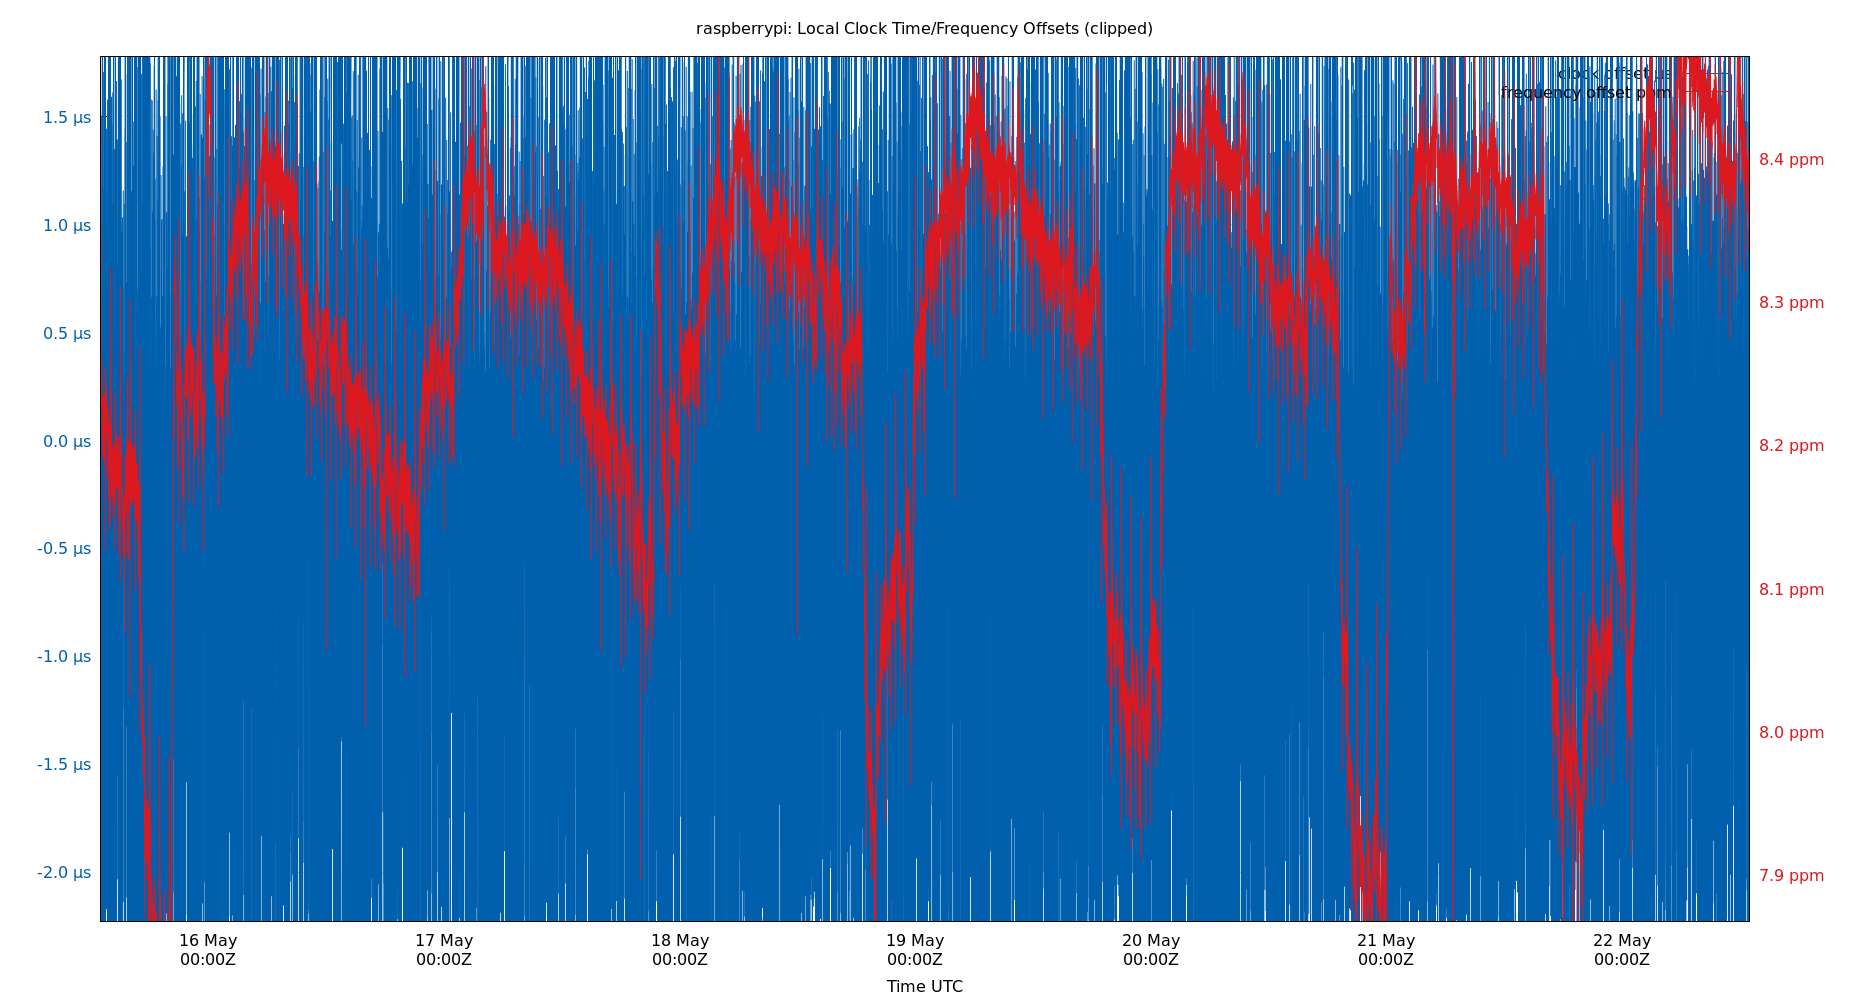 raspberrypi: Local Clock Time/Frequency Offsets (clipped)
clock offset µs
frequency offset ppm
1.5 µs
1.0 µs
0.5 µs
0.0 µs
-0.5 µs
-1.0 µs
-1.5 µs
-2.0 µs
8.4 ppm
8.3 ppm
8.2 ppm
8.1 ppm
8.0 ppm
7.9 ppm
16 May
00:00Z
17 May
00:00Z
18 May
00:00Z
19 May
00:00Z
20 May
00:00Z
21 May
00:00Z
22 May
00:00Z
Time UTC